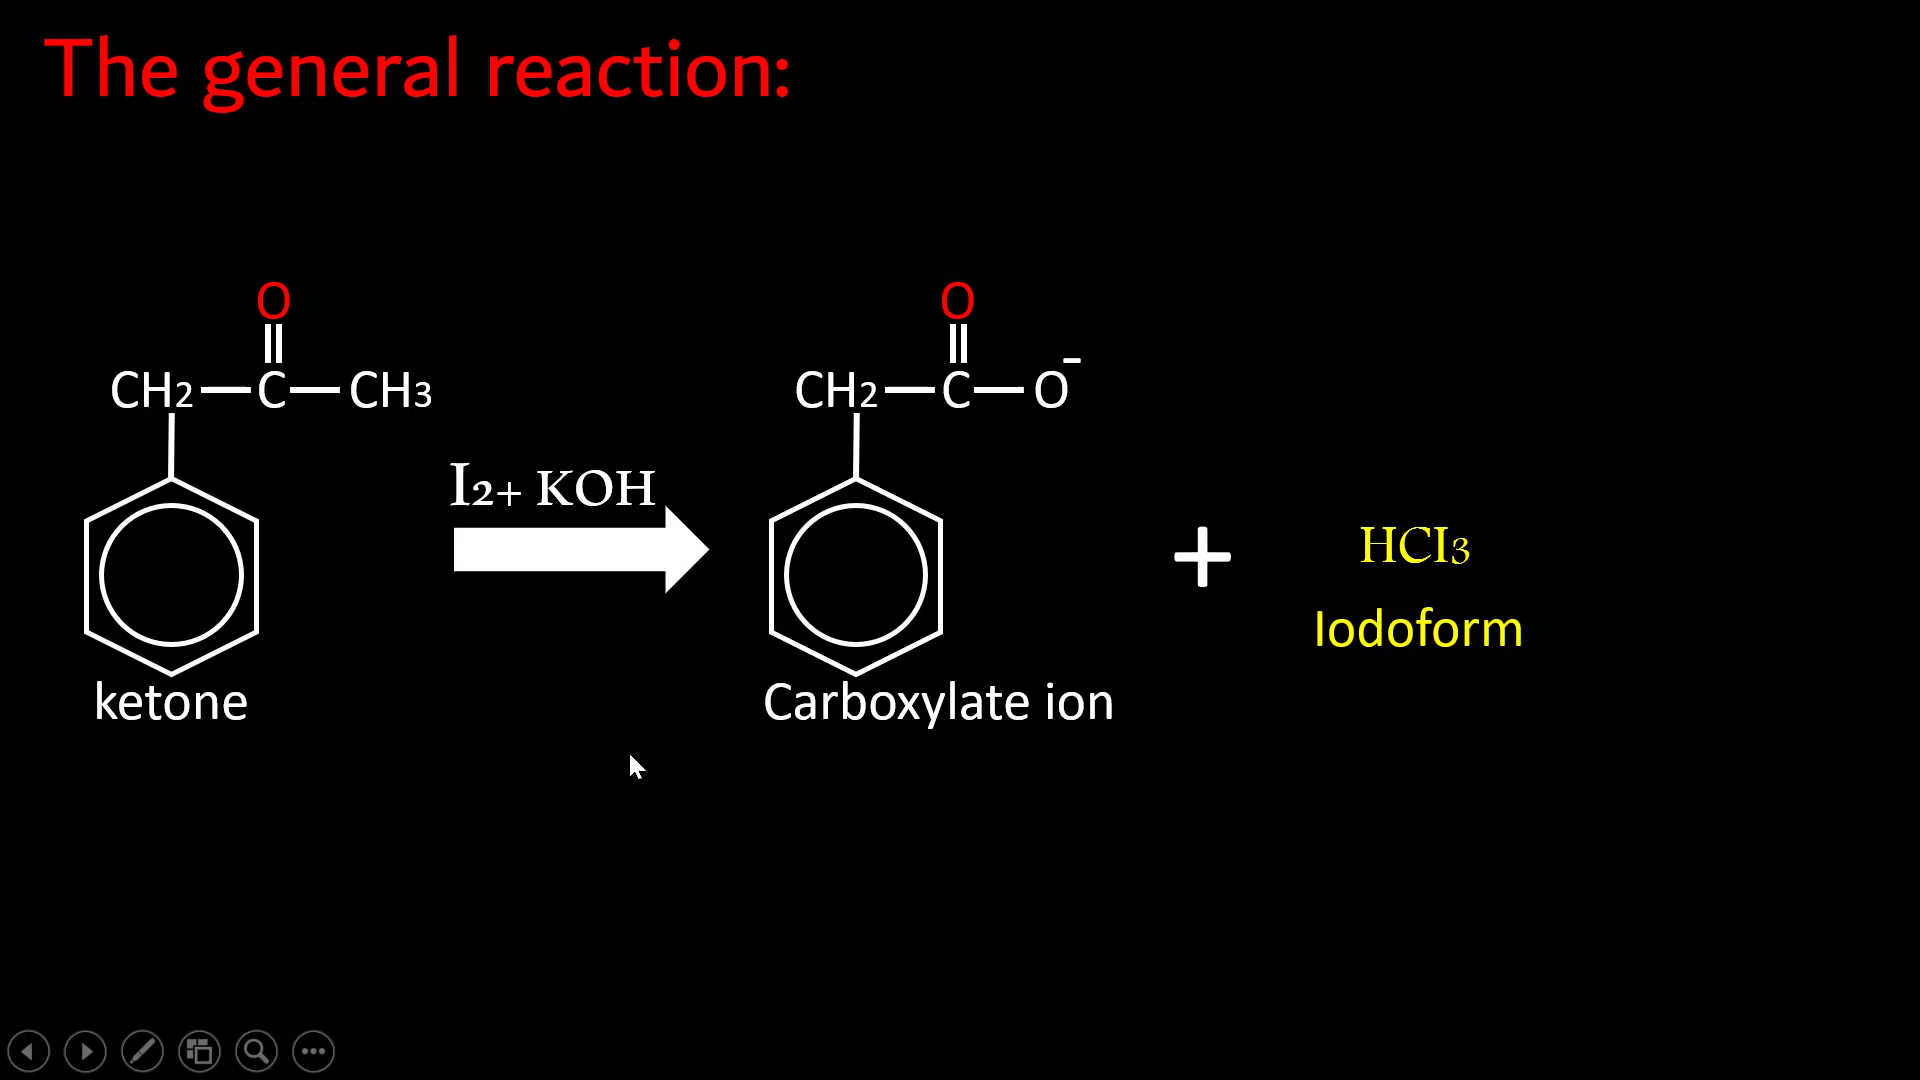 The general reaction:
O
CH2 C CH3
O
CH2 C O-
I2+ KOH
+
HCI3
Iodoform
ketone
Carboxylate ion